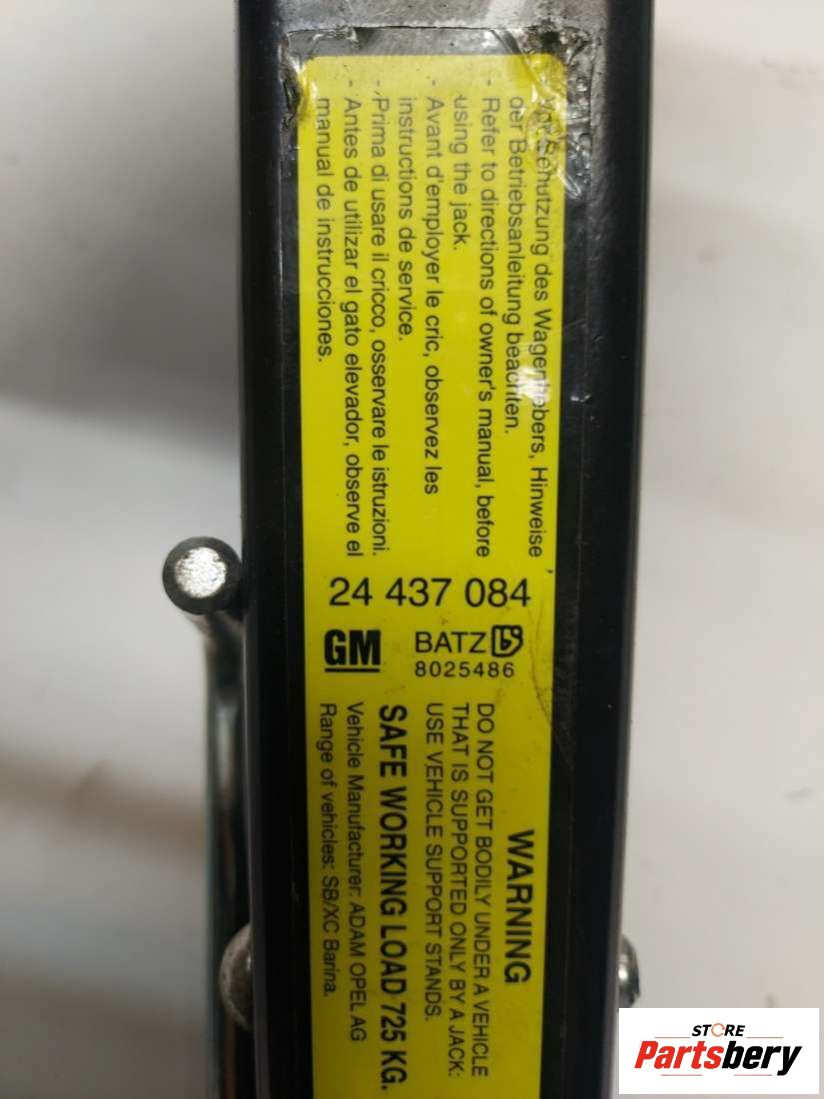 Vor Benutzung des Wagenhebers, Hinweise
der Betriebsanleitung beachten.
- Refer to directions of owner's manual, before
using the jack.
- Avant d'employer le cric, observez les
instructions de service.
- Prima di usare il cricco, osservare le istruzioni.
- Antes de utilizar el gato elevador, observe el
manual de instrucciones.
24 437 084
GM BATZ
8025486
WARNING
DO NOT GET BODILY UNDER A VEHICLE
THAT IS SUPPORTED ONLY BY A JACK:
USE VEHICLE SUPPORT STANDS.
SAFE WORKING LOAD 725 KG.
Vehicle Manufacturer: ADAM OPEL AG
Range of vehicles: SB/XC Barina.
STORE
Partsbery